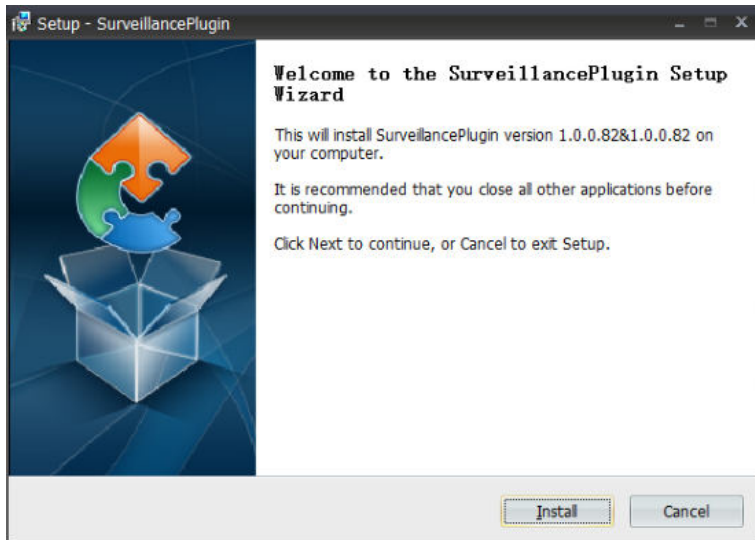 Setup - SurveillancePlugin
Welcome to the SurveillancePlugin Setup
Wizard
This will install SurveillancePlugin version 1.0.0.82&1.0.0.82 on
your computer.
It is recommended that you close all other applications before
continuing.
Click Next to continue, or Cancel to exit Setup.
Install
Cancel